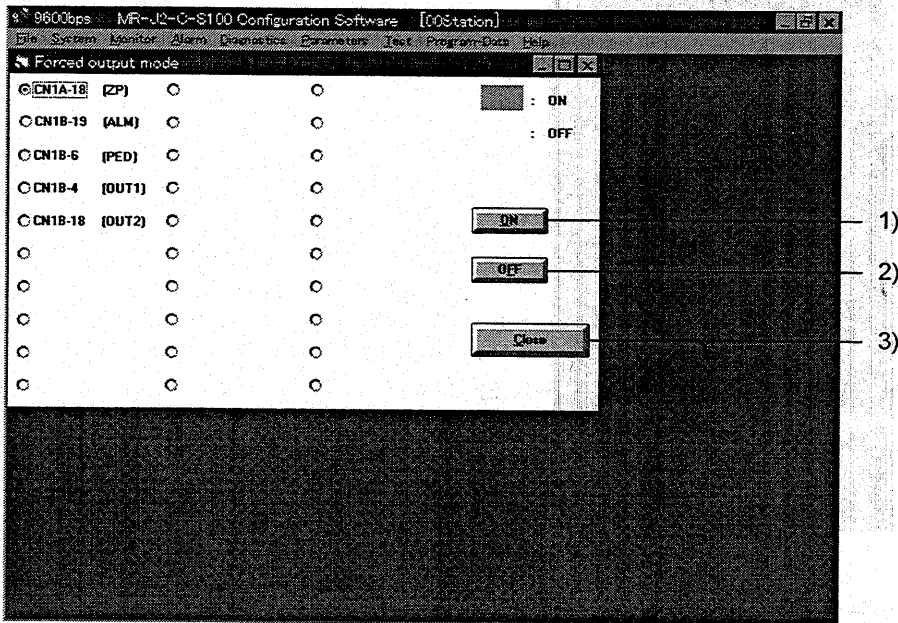 9600bps MR-J2-C-S100 Configuration Software [00Station]
File System Monitor Alarm Diagnostics Parameters Test Program-Data Help
Forced output mode
CN1A-18 (ZP)
: ON
CN1B-19 (ALM)
: OFF
CN1B-6 (PED)
CN1B-4 (OUT1)
CN1B-18 (OUT2)
ON 1)
OFF 2)
Close 3)